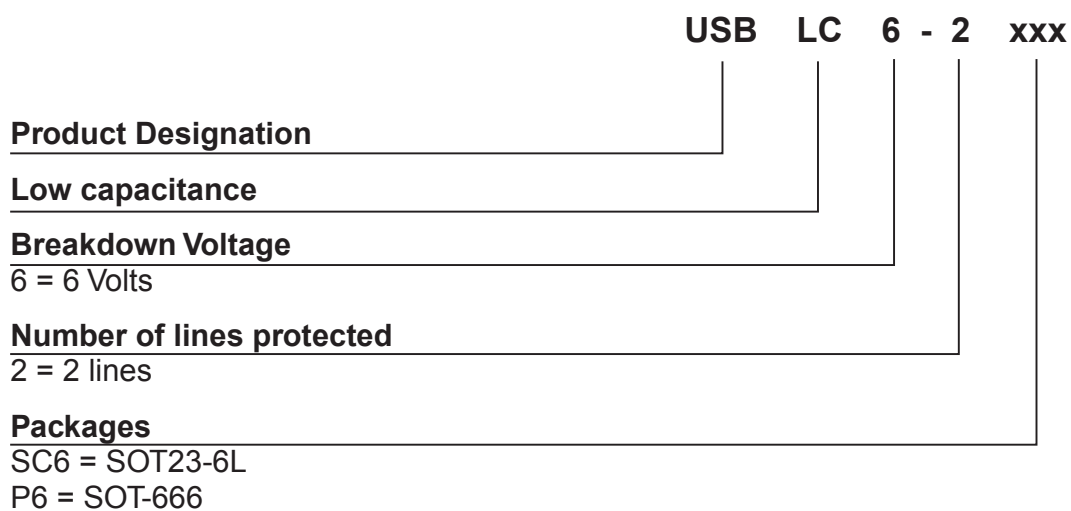 USB LC 6 - 2 xxx
Product Designation
Low capacitance
Breakdown Voltage
6 = 6 Volts
Number of lines protected
2 = 2 lines
Packages
SC6 = SOT23-6L
P6 = SOT-666